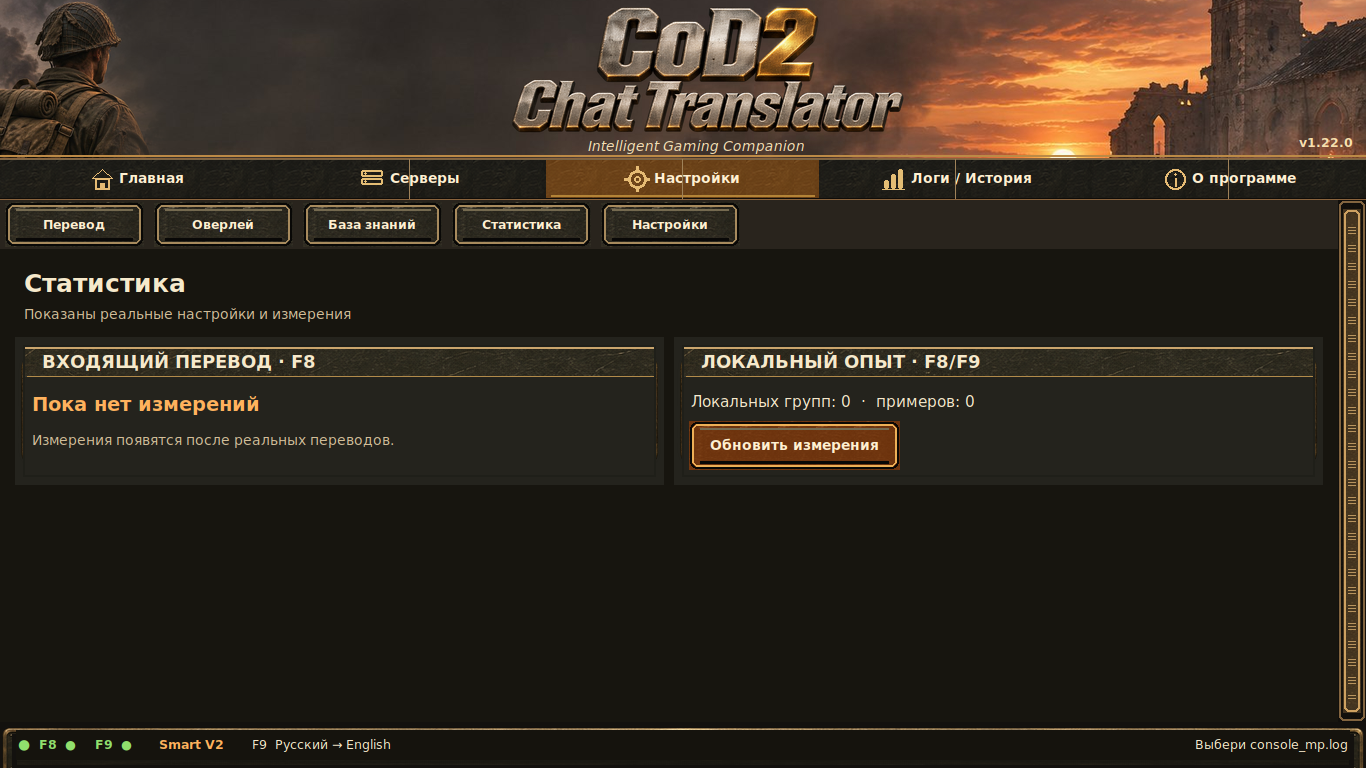 CoD2
Chat Translator
Intelligent Gaming Companion
v1.22.0
Главная
Серверы
Настройки
Логи / История
О программе
Перевод
Оверлей
База знаний
Статистика
Настройки
Статистика
Показаны реальные настройки и измерения
ВХОДЯЩИЙ ПЕРЕВОД · F8
Пока нет измерений
Измерения появятся после реальных переводов.
ЛОКАЛЬНЫЙ ОПЫТ · F8/F9
Локальных групп: 0 · примеров: 0
Обновить измерения
● F8 ● F9 ● Smart V2 F9 Русский → English
Выбери console_mp.log